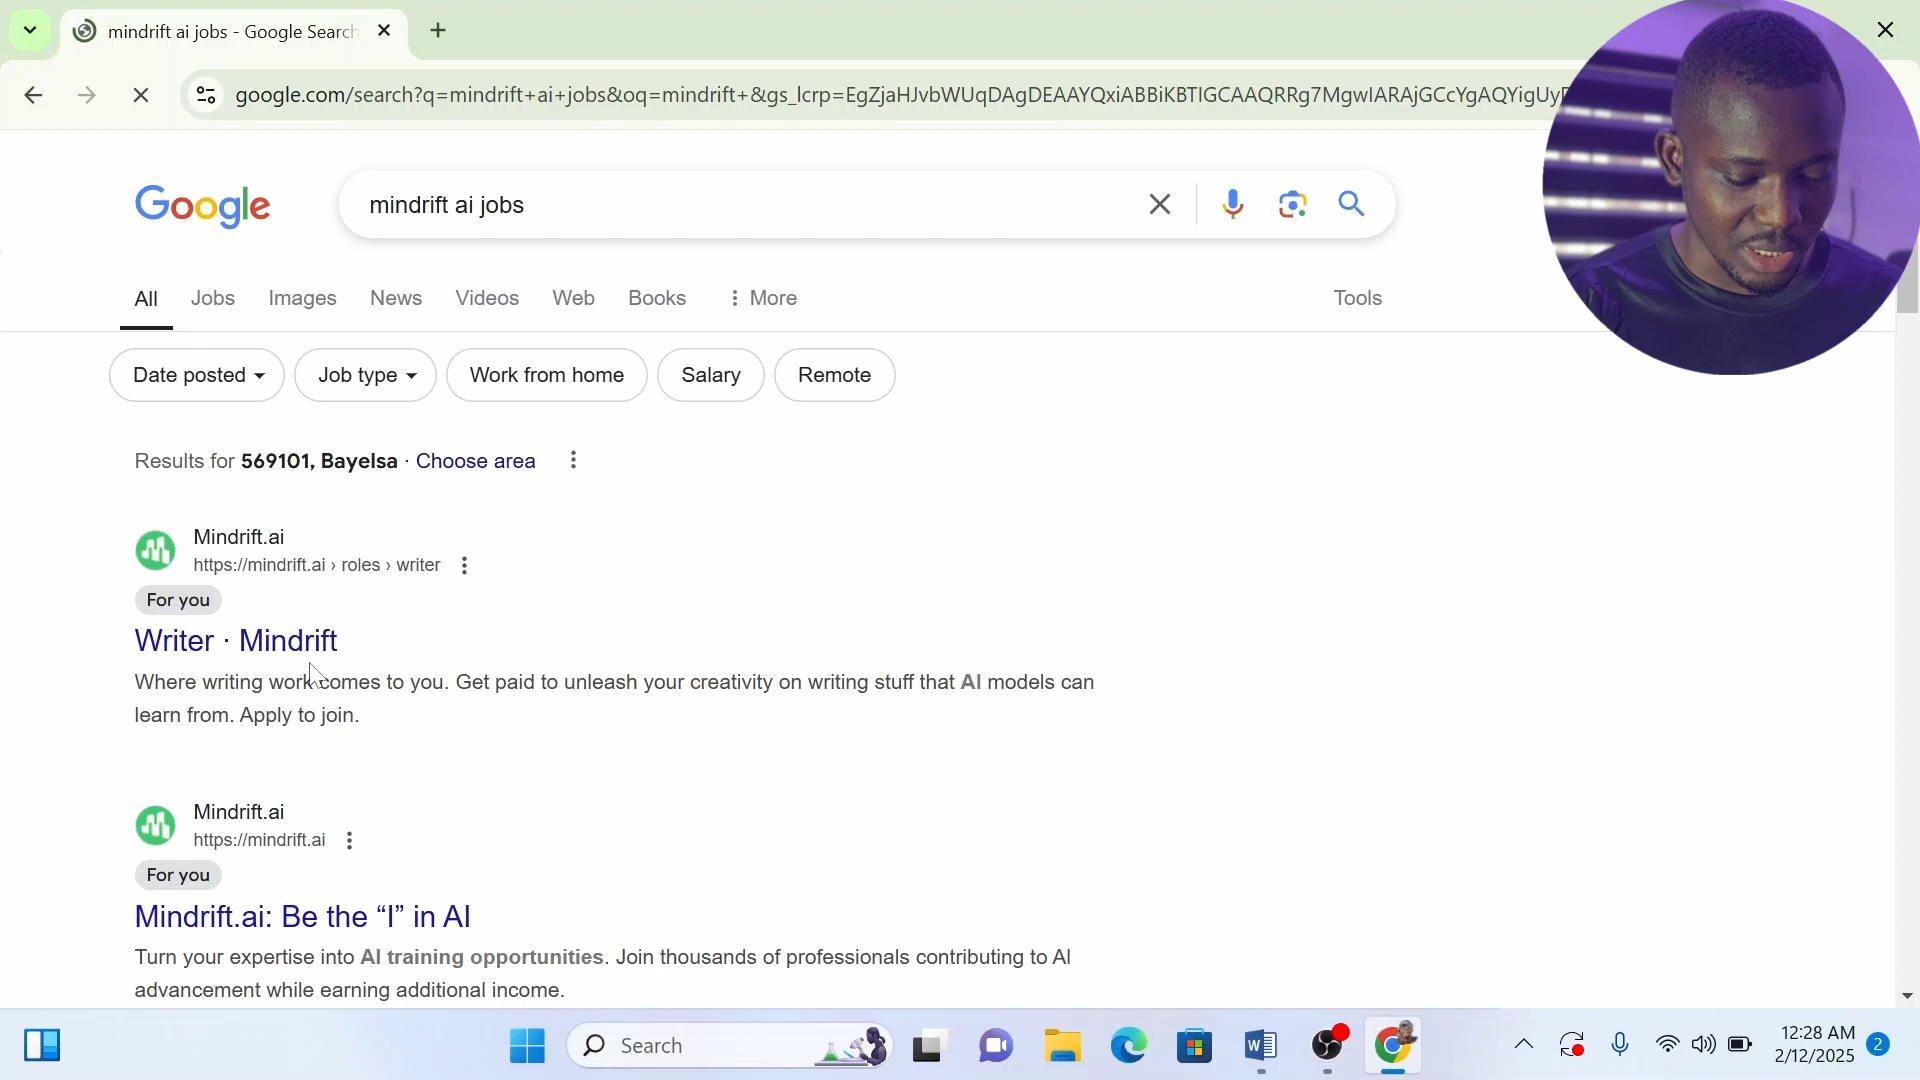 mindrift ai jobs - Google Search
google.com/search?q=mindrift+ai+jobs&oq=mindrift+&gs_lcrp=EgZjaHJvbWUqDAgDEAAYQxiABBiKBTIGCAAQRRg7MgwIARAjGCcYgAQYigUy
Google
mindrift ai jobs
All Jobs Images News Videos Web Books More Tools
Date posted Job type Work from home Salary Remote
Results for 569101, Bayelsa · Choose area
Mindrift.ai
https://mindrift.ai › roles › writer
For you
Writer · Mindrift
Where writing work comes to you. Get paid to unleash your creativity on writing stuff that AI models can
learn from. Apply to join.
Mindrift.ai
https://mindrift.ai
For you
Mindrift.ai: Be the “I” in AI
Turn your expertise into AI training opportunities. Join thousands of professionals contributing to AI
advancement while earning additional income.
Search
12:28 AM
2/12/2025
2